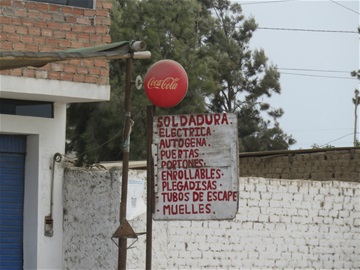 Coca-Cola
SOLDADURA.
ELECTRICA
AUTOGENA.
- PUERTAS
- PORTONES.
- ENROLLABLES
- PLEGADISAS
- TUBOS DE ESCAPE
- MUELLES.